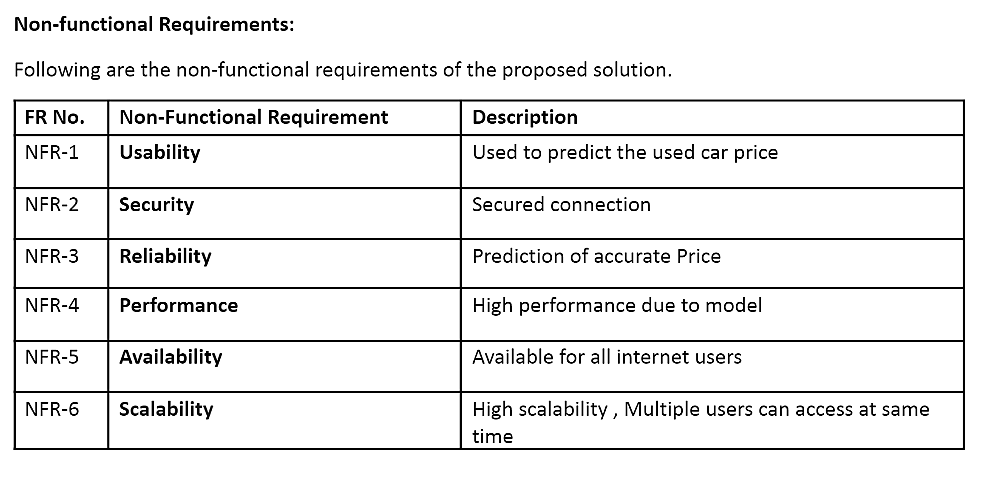 Non-functional Requirements:
Following are the non-functional requirements of the proposed solution.
FR No. Non-Functional Requirement Description
NFR-1 Usability Used to predict the used car price
NFR-2 Security Secured connection
NFR-3 Reliability Prediction of accurate Price
NFR-4 Performance High performance due to model
NFR-5 Availability Available for all internet users
NFR-6 Scalability High scalability , Multiple users can access at same
time